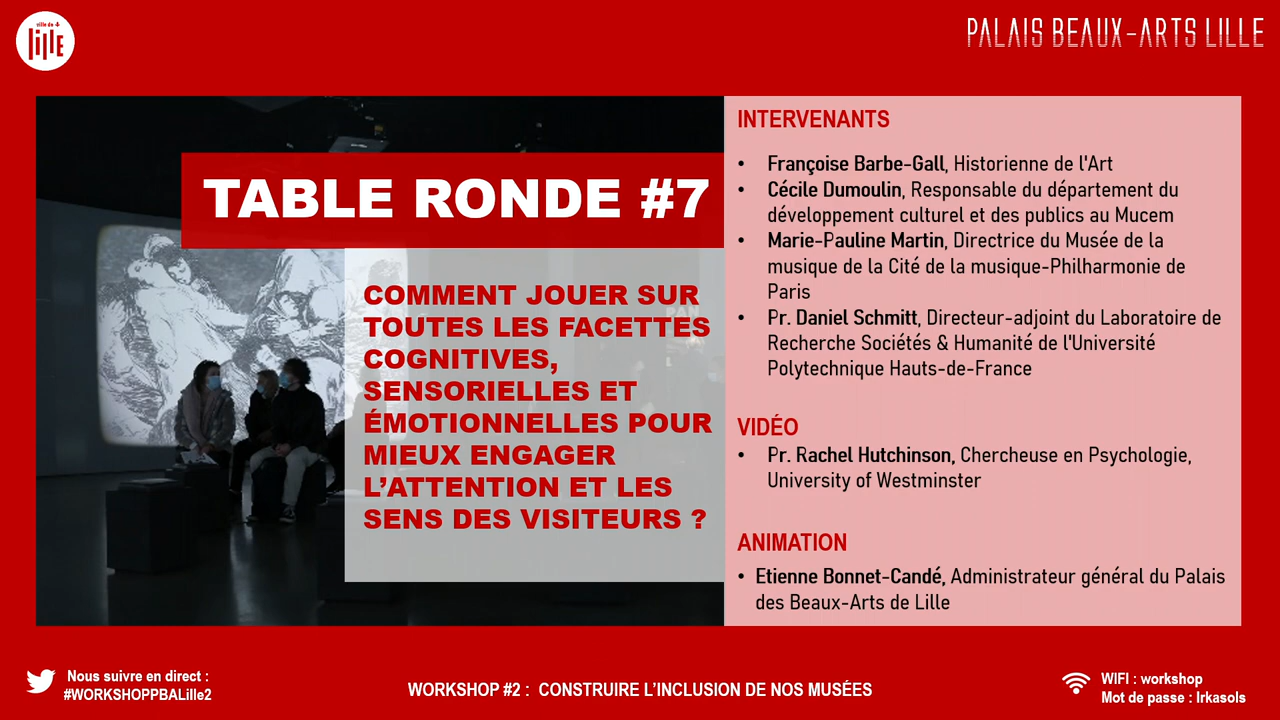 ville de
lille
PALAIS BEAUX-ARTS LILLE
TABLE RONDE #7
COMMENT JOUER SUR
TOUTES LES FACETTES
COGNITIVES,
SENSORIELLES ET
ÉMOTIONNELLES POUR
MIEUX ENGAGER
L'ATTENTION ET LES
SENS DES VISITEURS ?
INTERVENANTS
• Françoise Barbe-Gall, Historienne de l'Art
• Cécile Dumoulin, Responsable du département du
développement culturel et des publics au Mucem
• Marie-Pauline Martin, Directrice du Musée de la
musique de la Cité de la musique-Philharmonie de
Paris
• Pr. Daniel Schmitt, Directeur-adjoint du Laboratoire de
Recherche Sociétés & Humanité de l'Université
Polytechnique Hauts-de-France
VIDÉO
• Pr. Rachel Hutchinson, Chercheuse en Psychologie,
University of Westminster
ANIMATION
• Etienne Bonnet-Candé, Administrateur général du Palais
des Beaux-Arts de Lille
Nous suivre en direct :
#WORKSHOPPBALille2
WORKSHOP #2 : CONSTRUIRE L'INCLUSION DE NOS MUSÉES
WIFI : workshop
Mot de passe : Irkasols